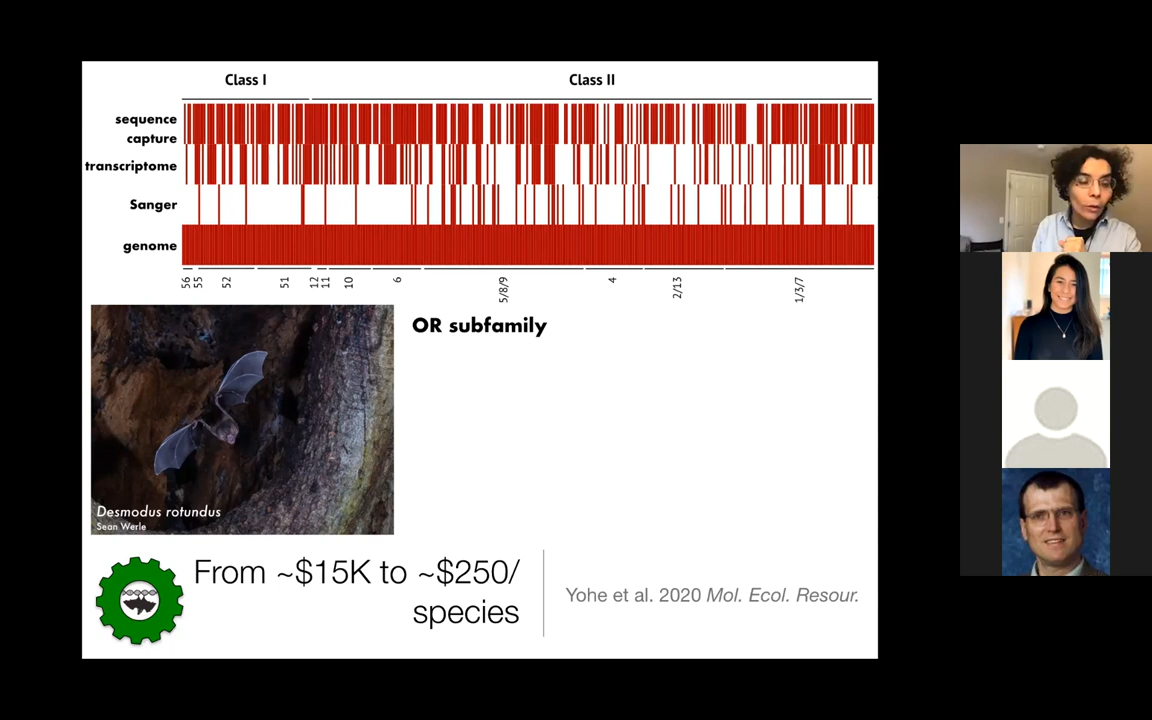 Class I
Class II
sequence
capture
transcriptome
Sanger
genome
56
55
52
51
12
11
10
6
5/8/9
4
2/13
1/3/7
OR subfamily
Desmodus rotundus
Sean Werle
From ~$15K to ~$250/
species
Yohe et al. 2020 Mol. Ecol. Resour.